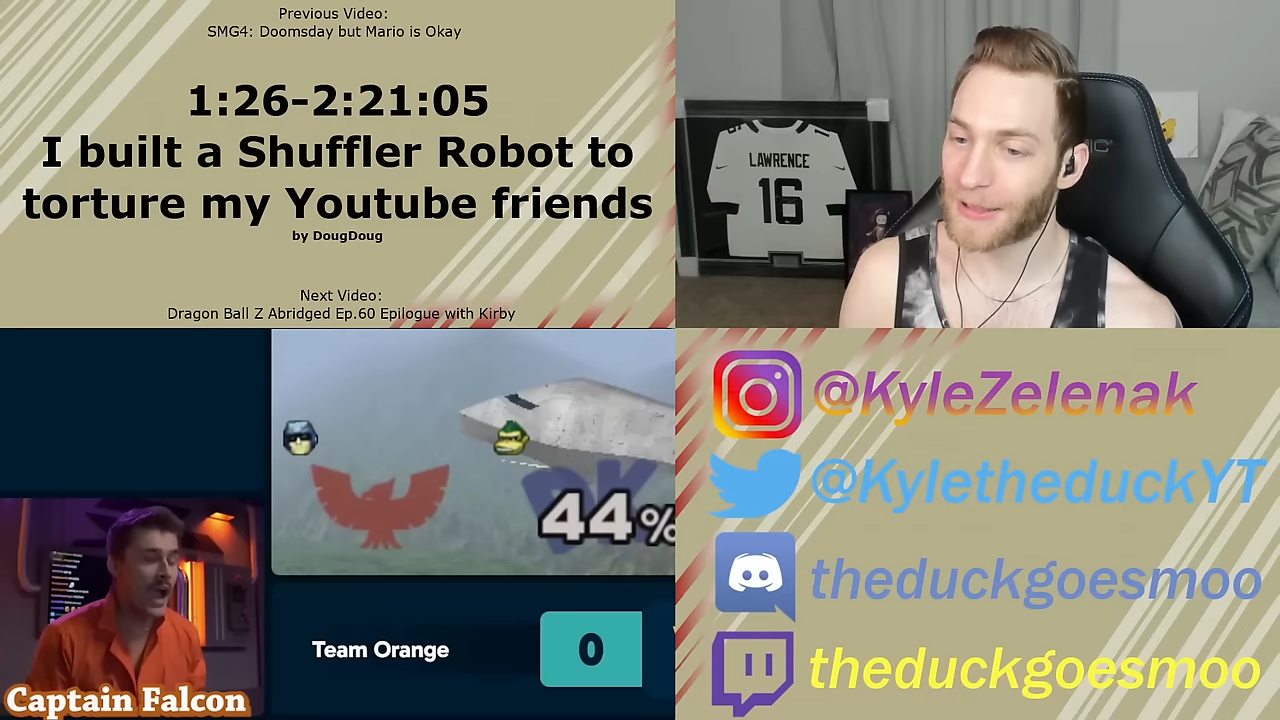 Previous Video:
SMG4: Doomsday but Mario is Okay
1:26-2:21:05
I built a Shuffler Robot to
torture my Youtube friends
by DougDoug
Next Video:
Dragon Ball Z Abridged Ep.60 Epilogue with Kirby
LAWRENCE
16
DK
44%
Team Orange
0
Captain Falcon
@KyleZelenak
@KyletheduckYT
theduckgoesmoo
theduckgoesmoo